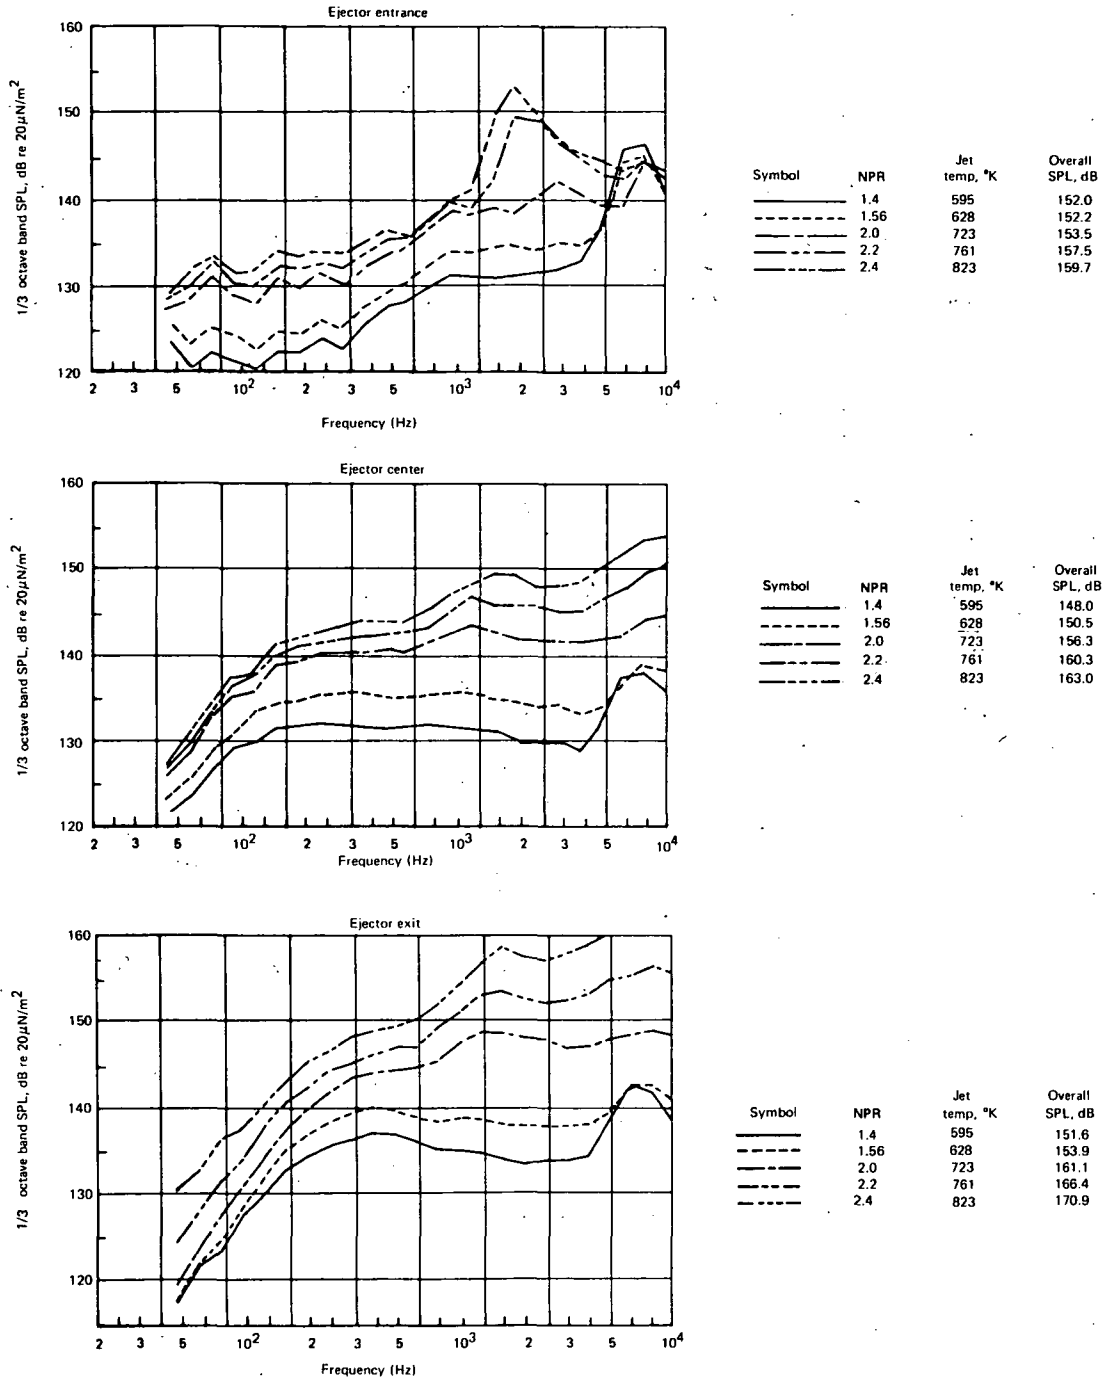 Ejector entrance
1/3 octave band SPL, dB re 20μN/m²
160
150
140
130
120
2 3 5 10² 2 3 5 10³ 2 3 5 10⁴
Frequency (Hz)
Symbol NPR Jet temp, °K Overall SPL, dB
1.4 595 152.0
1.56 628 152.2
2.0 723 153.5
2.2 761 157.5
2.4 823 159.7
Ejector center
1/3 octave band SPL, dB re 20μN/m²
160
150
140
130
120
2 3 5 10² 2 3 5 10³ 2 3 5 10⁴
Frequency (Hz)
Symbol NPR Jet temp, °K Overall SPL, dB
1.4 595 148.0
1.56 628 150.5
2.0 723 156.3
2.2 761 160.3
2.4 823 163.0
Ejector exit
1/3 octave band SPL, dB re 20μN/m²
160
150
140
130
120
2 3 5 10² 2 3 5 10³ 2 3 5 10⁴
Frequency (Hz)
Symbol NPR Jet temp, °K Overall SPL, dB
1.4 595 151.6
1.56 628 153.9
2.0 723 161.1
2.2 761 166.4
2.4 823 170.9